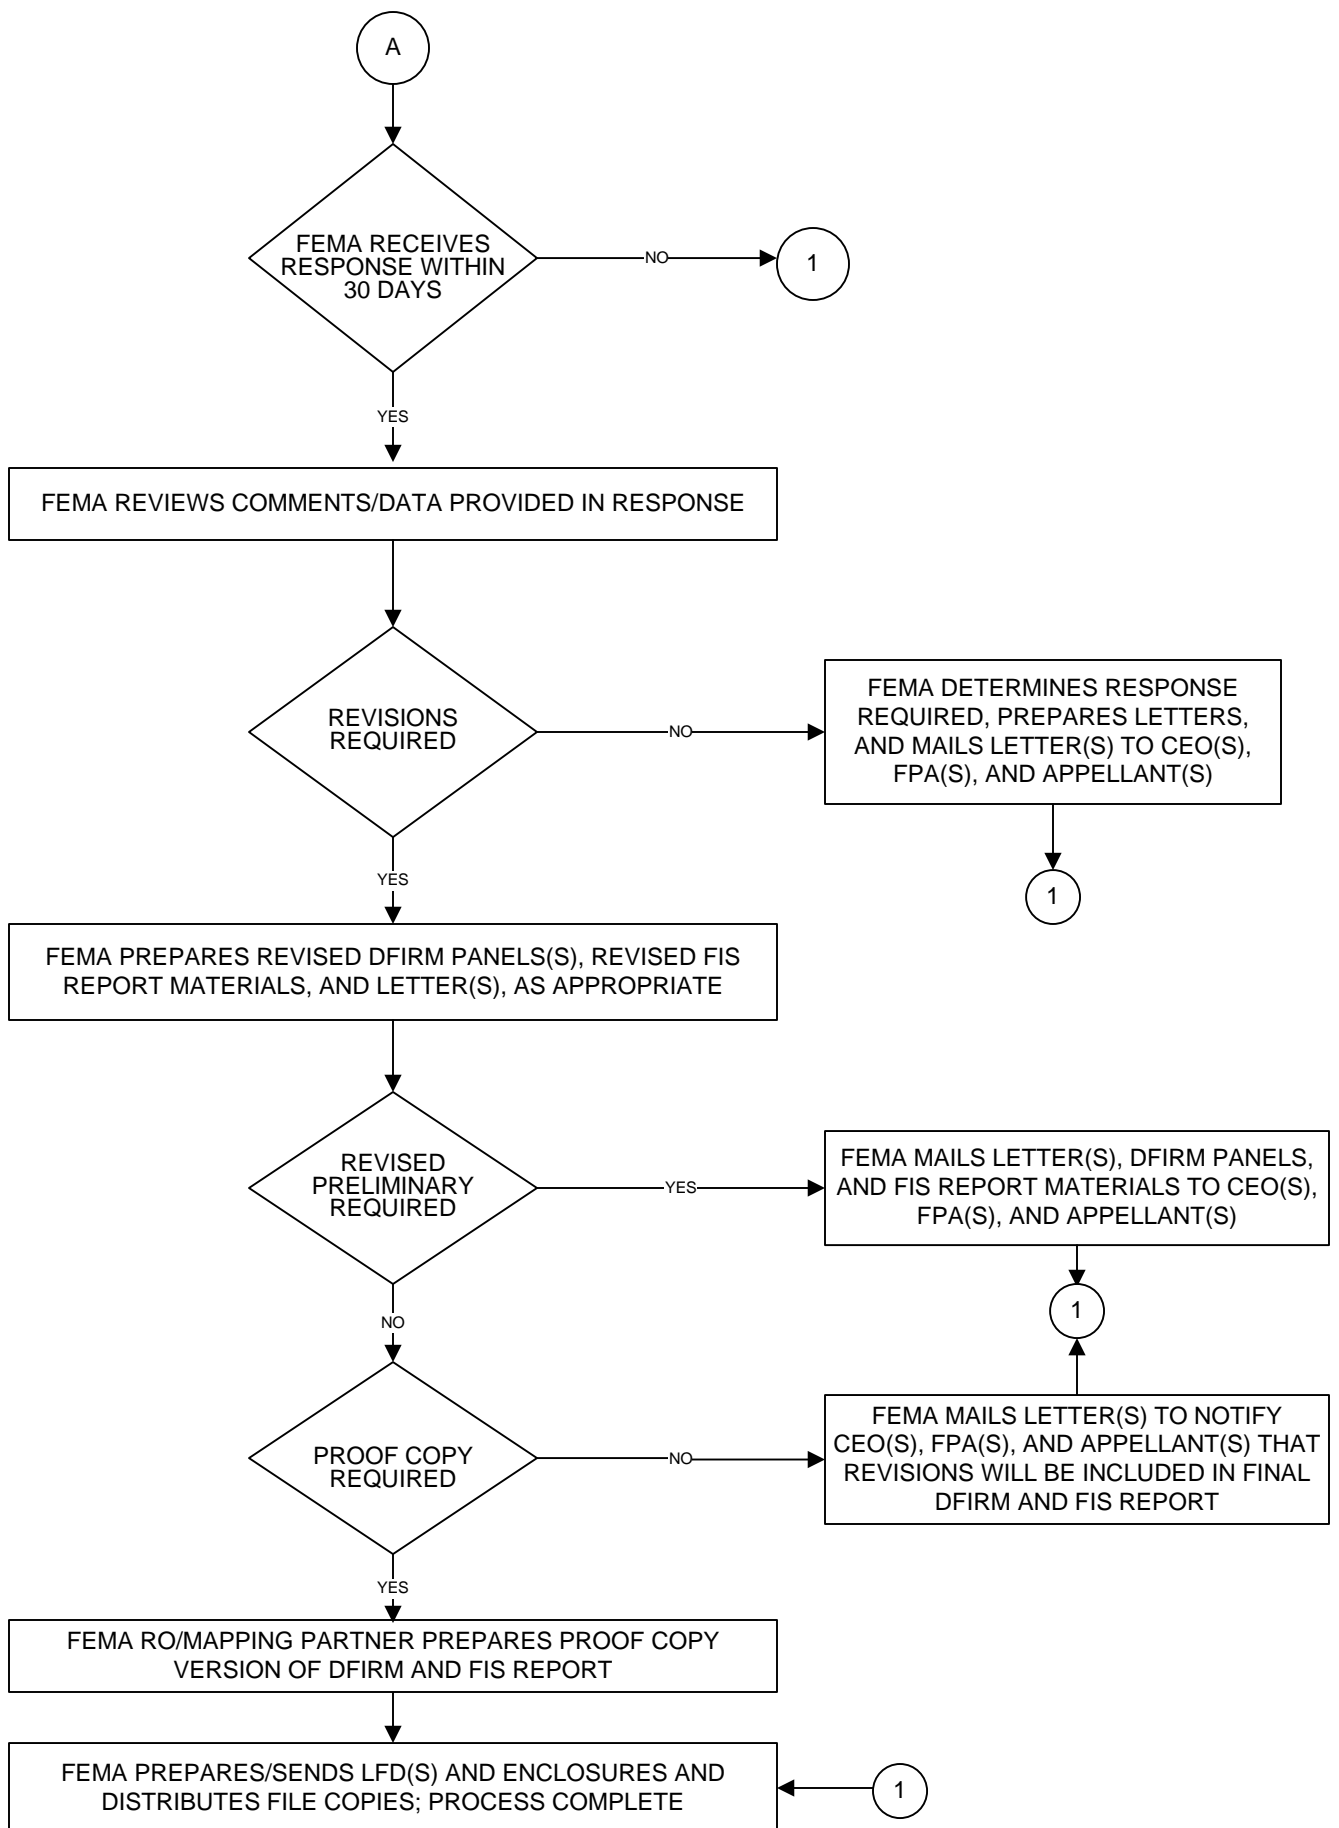 A
FEMA RECEIVES
RESPONSE WITHIN
30 DAYS
NO
1
YES
FEMA REVIEWS COMMENTS/DATA PROVIDED IN RESPONSE
REVISIONS
REQUIRED
NO
FEMA DETERMINES RESPONSE
REQUIRED, PREPARES LETTERS,
AND MAILS LETTER(S) TO CEO(S),
FPA(S), AND APPELLANT(S)
1
YES
FEMA PREPARES REVISED DFIRM PANELS(S), REVISED FIS
REPORT MATERIALS, AND LETTER(S), AS APPROPRIATE
REVISED
PRELIMINARY
REQUIRED
YES
FEMA MAILS LETTER(S), DFIRM PANELS,
AND FIS REPORT MATERIALS TO CEO(S),
FPA(S), AND APPELLANT(S)
1
NO
PROOF COPY
REQUIRED
NO
FEMA MAILS LETTER(S) TO NOTIFY
CEO(S), FPA(S), AND APPELLANT(S) THAT
REVISIONS WILL BE INCLUDED IN FINAL
DFIRM AND FIS REPORT
YES
FEMA RO/MAPPING PARTNER PREPARES PROOF COPY
VERSION OF DFIRM AND FIS REPORT
FEMA PREPARES/SENDS LFD(S) AND ENCLOSURES AND
DISTRIBUTES FILE COPIES; PROCESS COMPLETE
1